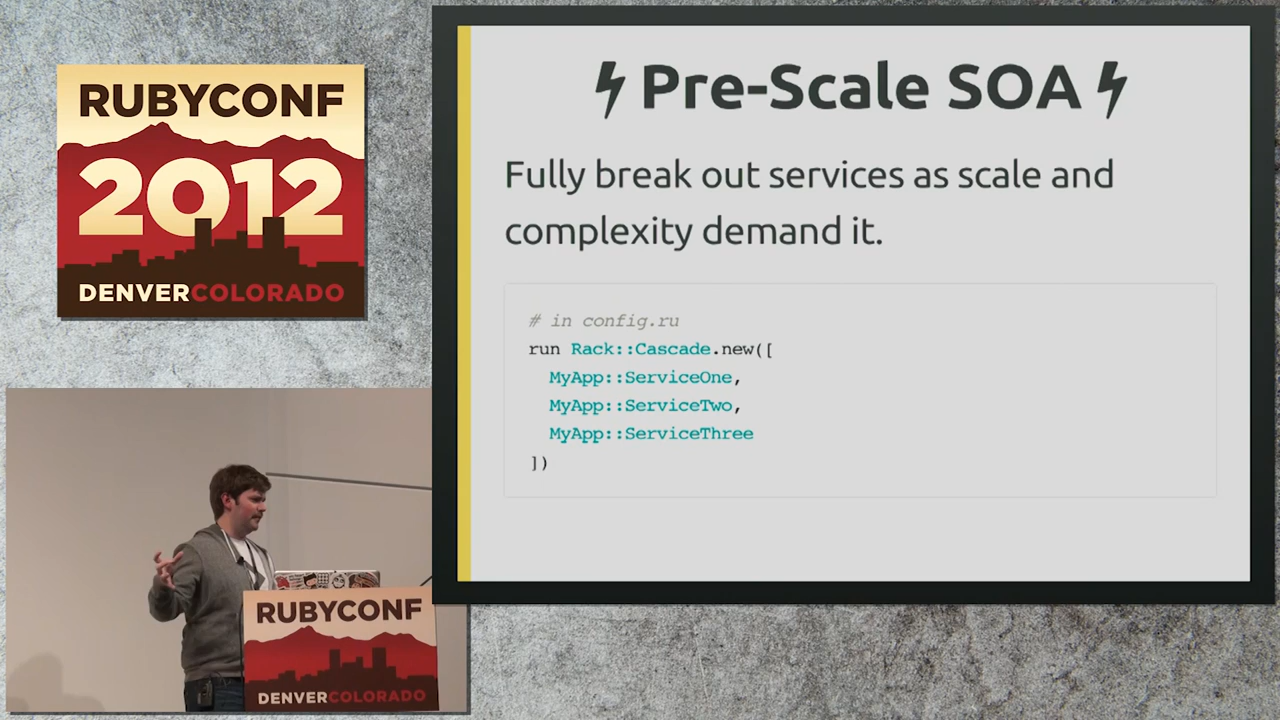 RUBYCONF
2012
DENVERCOLORADO
⚡Pre-Scale SOA⚡
Fully break out services as scale and
complexity demand it.
# in config.ru
run Rack::Cascade.new([
  MyApp::ServiceOne,
  MyApp::ServiceTwo,
  MyApp::ServiceThree
])
RUBYCONF
DENVERCOLORADO